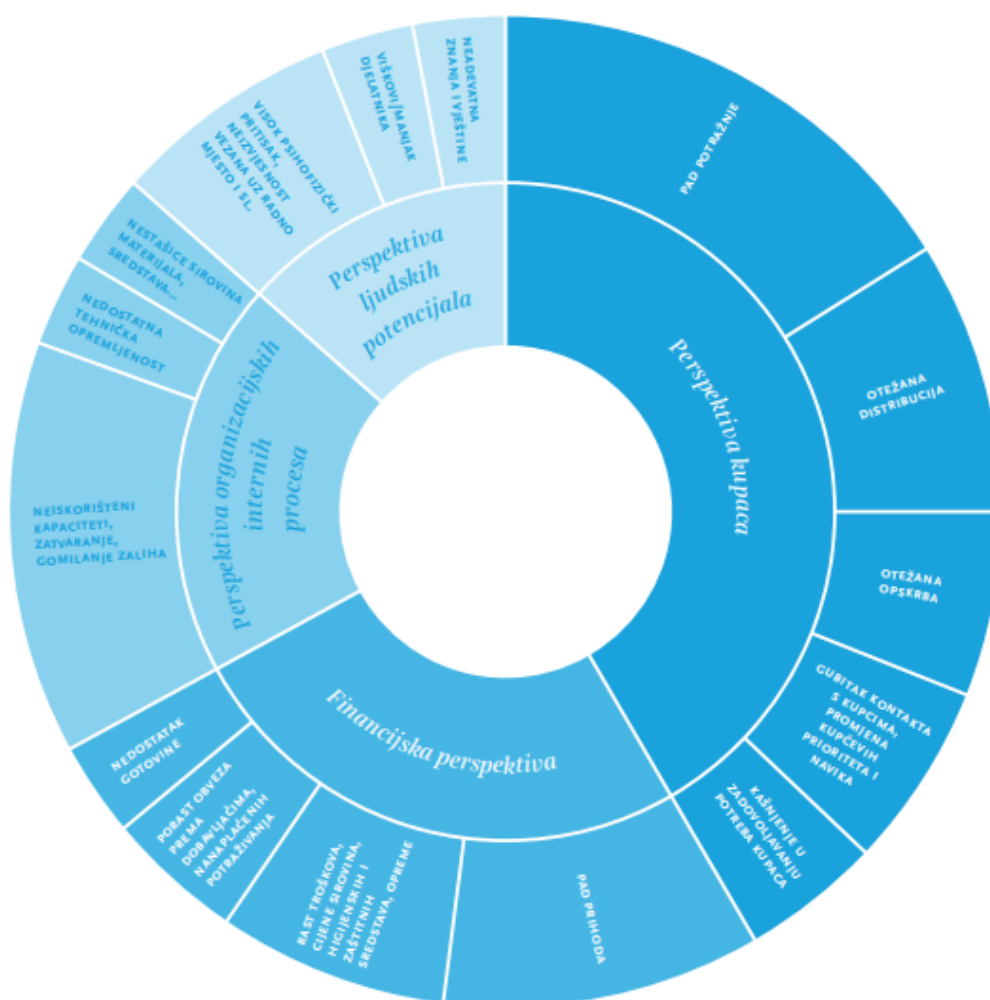 PAD POTRAŽNJE
OTEŽANA
DISTRIBUCIJA
OTEŽANA
OPSKRBA
GUBITAK KONTAKTA
S KUPCIMA,
PROMJENA
KUPČEVIH
PRIORITETA I
NAVIKA
KAŠNJENJE U
ZADOVOLJAVANJU
POTREBA KUPACA
PAD PRIHODA
RAST TROŠKOVA,
CIJENE SIROVINA,
HIGIJENSKIH I
ZAŠTITNIH
SREDSTAVA, OPREME
PORAST OBVEZA
PREMA
DOBAVLJAČIMA,
NANAPLAĆENIH
POTRAŽIVANJA
NEDOSTATAK
GOTOVINE
NEISKORIŠTENI
KAPACITETI,
ZATVARANJE,
GOMILANJE ZALIHA
NEDOSTATNA
TEHNIČKA
OPREMLJENOST
NESTAŠICE SIROVINA
MATERIJALA,
SREDSTAVA...
VISOK PSIHOFIZIČKI
PRITISAK,
NEIZVJESNOST
VEZANA UZ RADNO
MJESTO I SL.
VIŠKOVI/MANJAK
DJELATNIKA
NEADEVATNA
ZNANJA I VJEŠTINE
Perspektiva kupaca
Financijska perspektiva
Perspektiva organizacijskih
internih
procesa
Perspektiva
ljudskih
potencijala